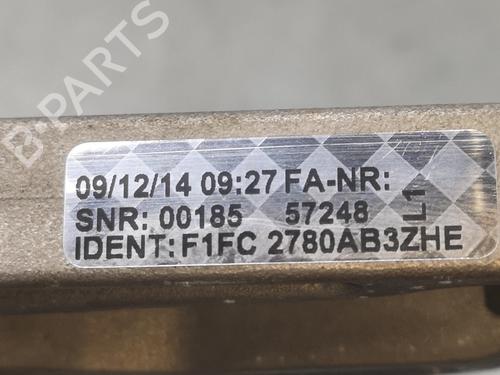 B-PARTS
09/12/14 09:27 FA-NR:
SNR: 00185 57248 L1
IDENT: F1FC 2780AB3ZHE